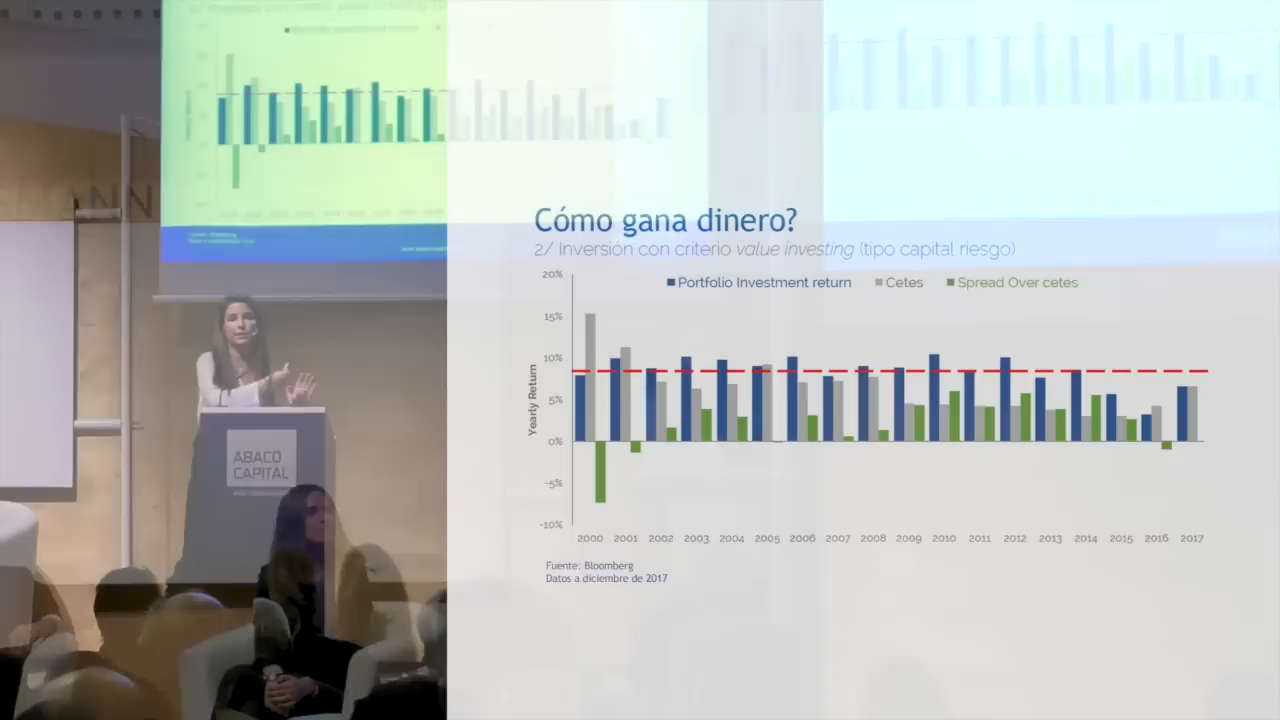 ABACO
CAPITAL
Cómo gana dinero?
2/ Inversión con criterio value investing (tipo capital riesgo)
Portfolio Investment return
Cetes
Spread Over cetes
Yearly Return
20%
15%
10%
5%
0%
-5%
-10%
2000 2001 2002 2003 2004 2005 2006 2007 2008 2009 2010 2011 2012 2013 2014 2015 2016 2017
Fuente: Bloomberg
Datos a diciembre de 2017